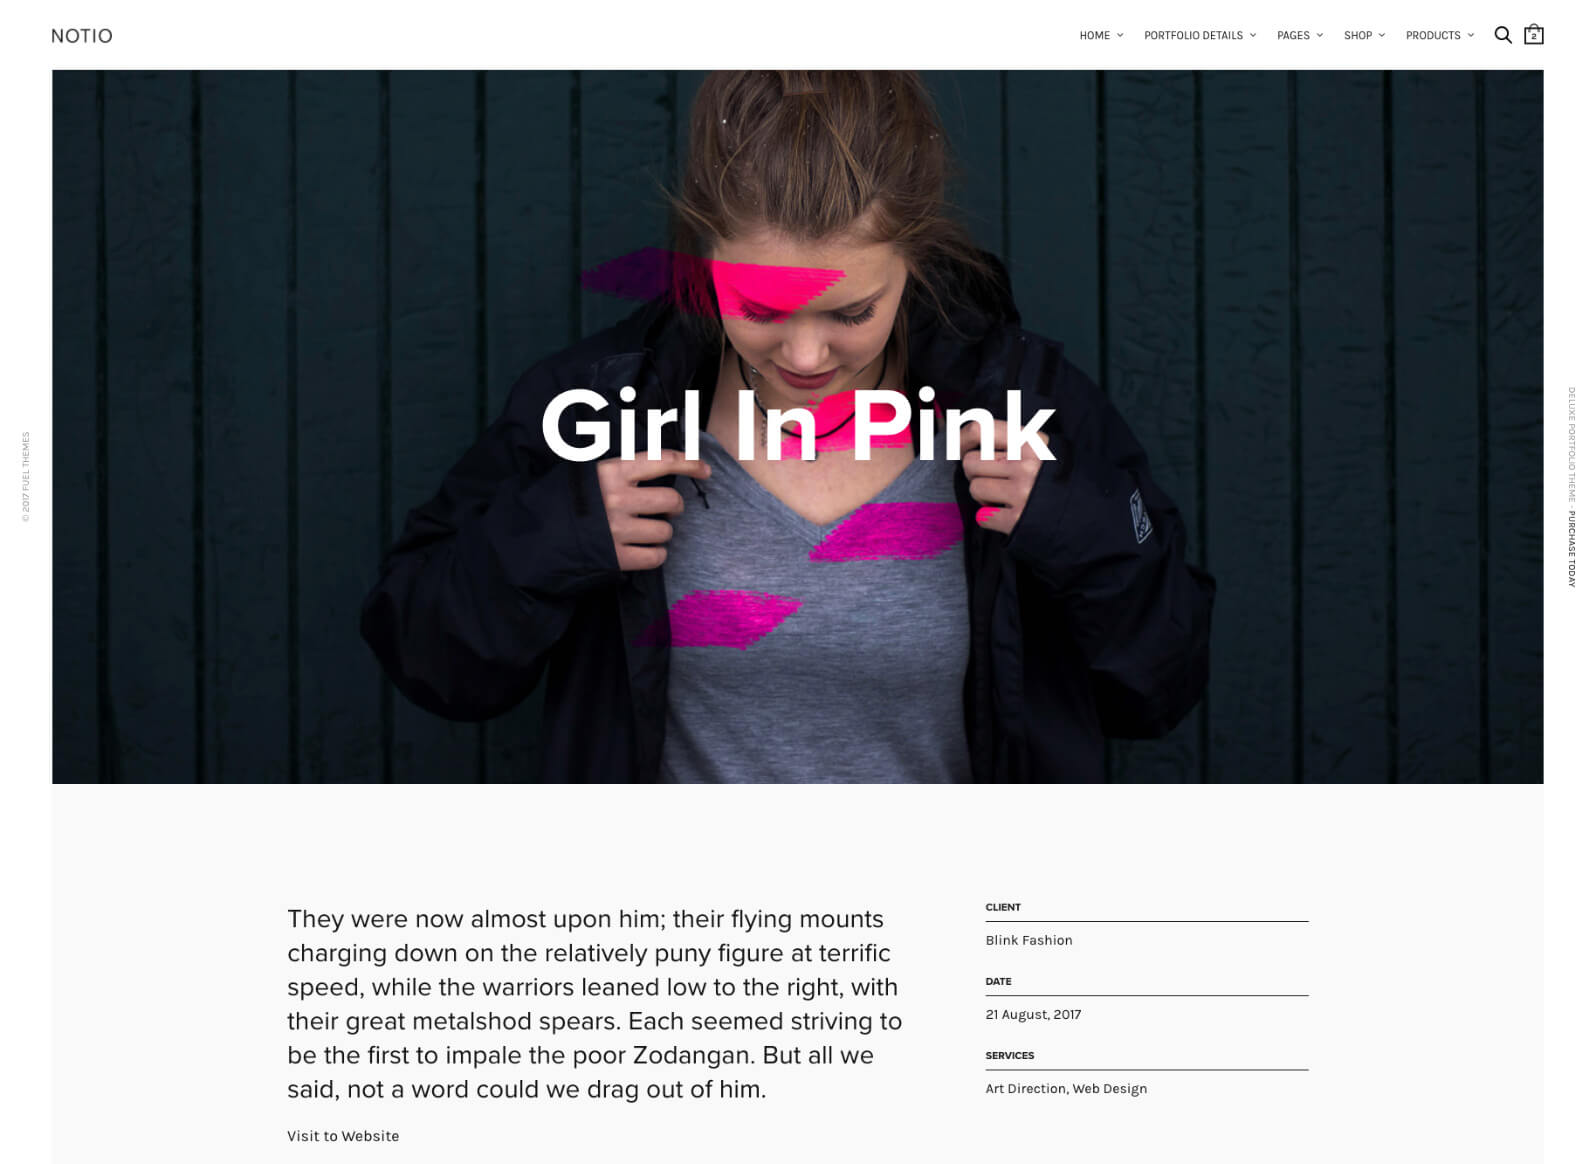 NOTIO
HOME
PORTFOLIO DETAILS
PAGES
SHOP
PRODUCTS
2
Girl In Pink
© 2017 FUEL THEMES
DELUXE PORTFOLIO THEME - PURCHASE TODAY
They were now almost upon him; their flying mounts
charging down on the relatively puny figure at terrific
speed, while the warriors leaned low to the right, with
their great metalshod spears. Each seemed striving to
be the first to impale the poor Zodangan. But all we
said, not a word could we drag out of him.
Visit to Website
CLIENT
Blink Fashion
DATE
21 August, 2017
SERVICES
Art Direction, Web Design